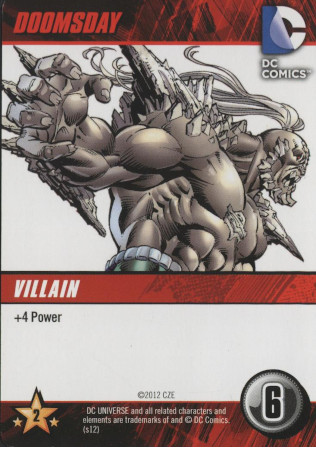 DOOMSDAY
DC COMICS™
VILLAIN
+4 Power
©2012 CZE
2
DC UNIVERSE and all related characters and
elements are trademarks of and © DC Comics.
(s12)
6